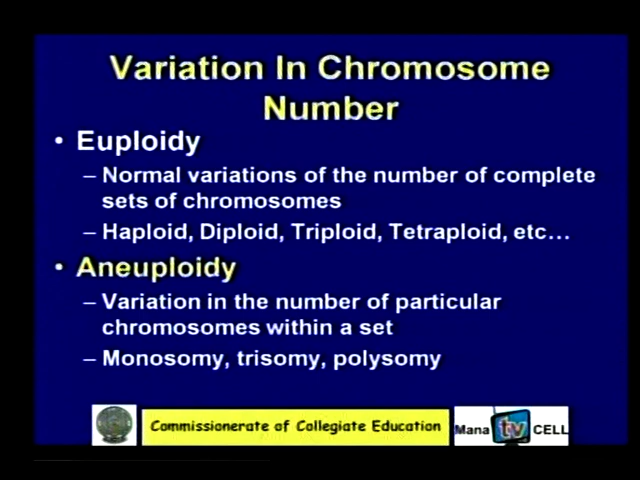 Variation In Chromosome
Number
• Euploidy
– Normal variations of the number of complete
sets of chromosomes
– Haploid, Diploid, Triploid, Tetraploid, etc…
• Aneuploidy
– Variation in the number of particular
chromosomes within a set
– Monosomy, trisomy, polysomy
Commissionerate of Collegiate Education
Mana tv CELL